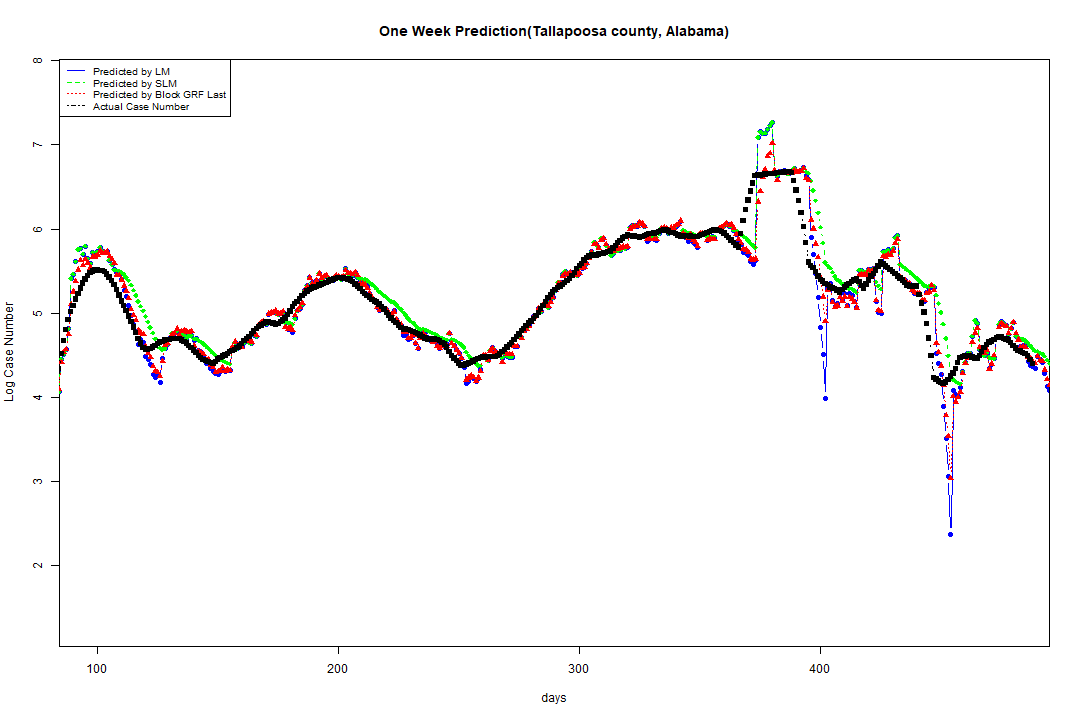 One Week Prediction(Tallapoosa county, Alabama)
Predicted by LM
Predicted by SLM
Predicted by Block GRF Last
Actual Case Number
8
7
6
5
4
3
2
Log Case Number
100 200 300 400
days